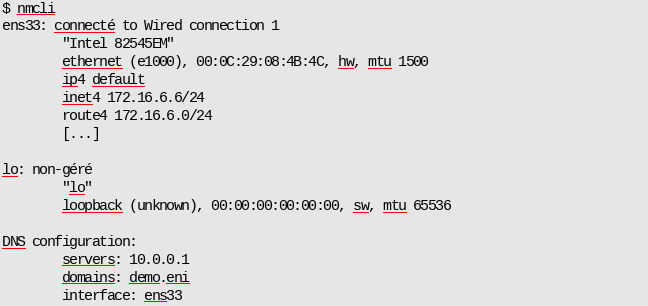 $ nmcli
ens33: connecté to Wired connection 1
"Intel 82545EM"
ethernet (e1000), 00:0C:29:08:4B:4C, hw, mtu 1500
ip4 default
inet4 172.16.6.6/24
route4 172.16.6.0/24
[...]
lo: non-géré
"lo"
loopback (unknown), 00:00:00:00:00:00, sw, mtu 65536
DNS configuration:
servers: 10.0.0.1
domains: demo.eni
interface: ens33